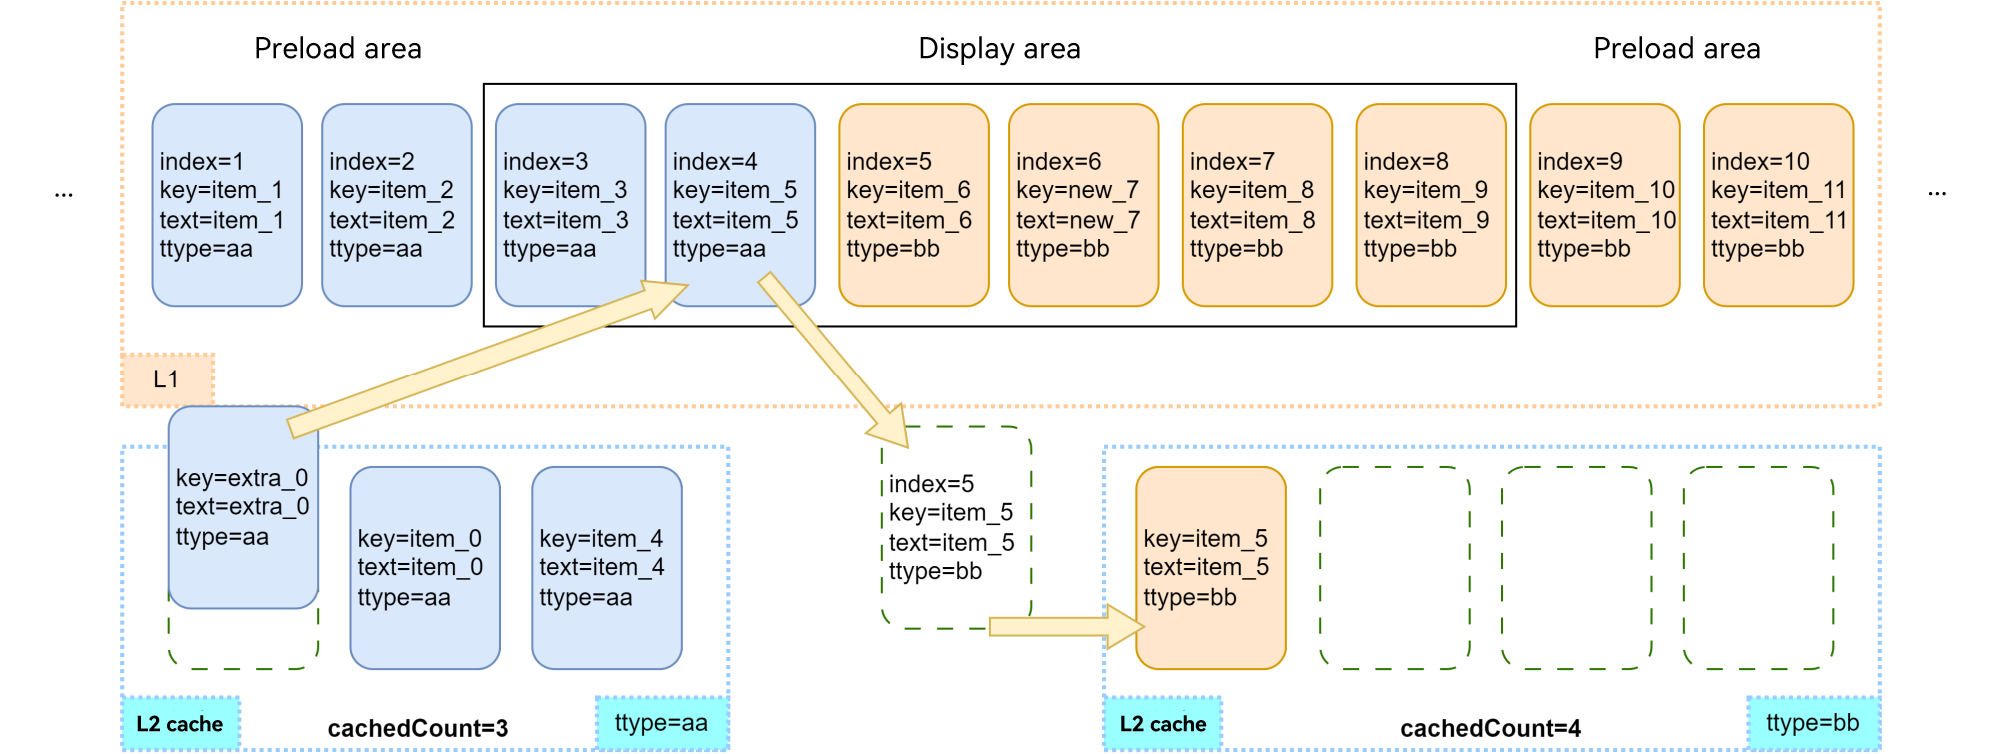 Preload area
Display area
Preload area
...
index=1
key=item_1
text=item_1
ttype=aa
index=2
key=item_2
text=item_2
ttype=aa
index=3
key=item_3
text=item_3
ttype=aa
index=4
key=item_5
text=item_5
ttype=aa
index=5
key=item_6
text=item_6
ttype=bb
index=6
key=new_7
text=new_7
ttype=bb
index=7
key=item_8
text=item_8
ttype=bb
index=8
key=item_9
text=item_9
ttype=bb
index=9
key=item_10
text=item_10
ttype=bb
index=10
key=item_11
text=item_11
ttype=bb
...
L1
key=extra_0
text=extra_0
ttype=aa
key=item_0
text=item_0
ttype=aa
key=item_4
text=item_4
ttype=aa
index=5
key=item_5
text=item_5
ttype=bb
key=item_5
text=item_5
ttype=bb
L2 cache
cachedCount=3
ttype=aa
L2 cache
cachedCount=4
ttype=bb